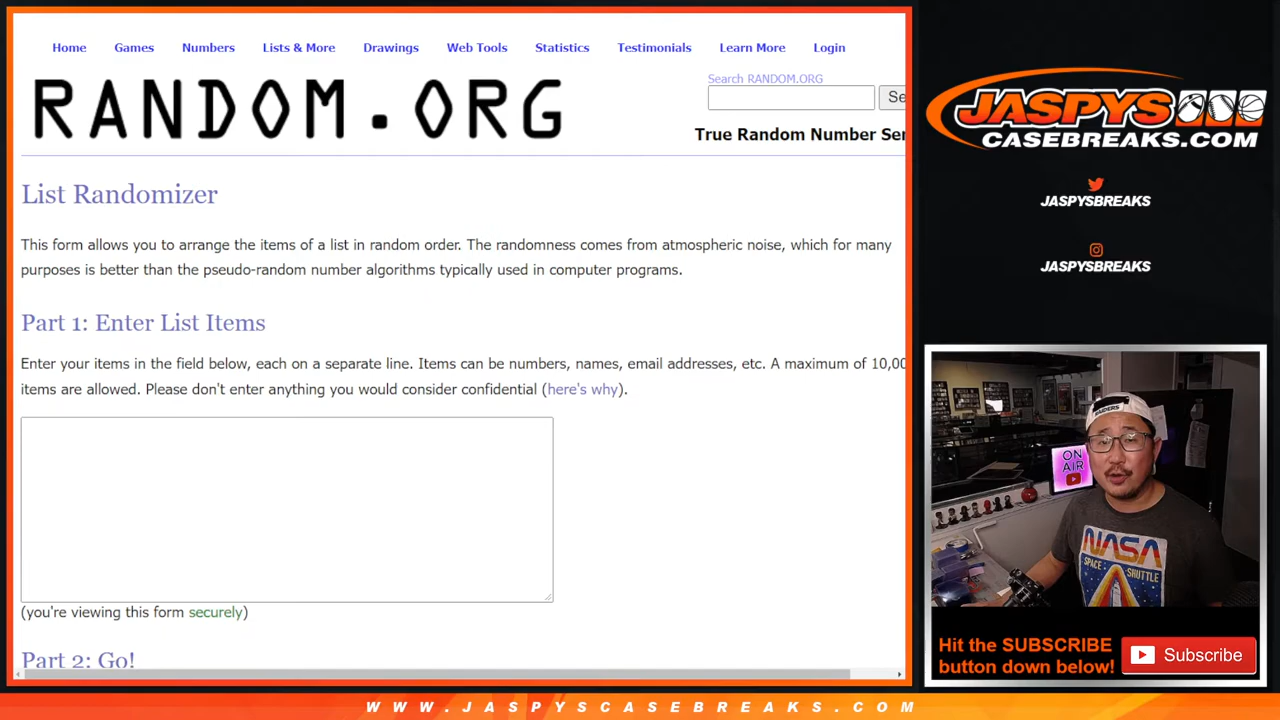 Home Games Numbers Lists & More Drawings Web Tools Statistics Testimonials Learn More Login
RANDOM.ORG
Search RANDOM.ORG
Se
True Random Number Ser
List Randomizer
This form allows you to arrange the items of a list in random order. The randomness comes from atmospheric noise, which for many
purposes is better than the pseudo-random number algorithms typically used in computer programs.
Part 1: Enter List Items
Enter your items in the field below, each on a separate line. Items can be numbers, names, email addresses, etc. A maximum of 10,00
items are allowed. Please don't enter anything you would consider confidential (here's why).
(you're viewing this form securely)
Part 2: Go!
JASPYS
CASEBREAKS.COM
JASPYSBREAKS
JASPYSBREAKS
RAIDERS
ON
AIR
NASA
SPACE SHUTTLE
Hit the SUBSCRIBE
button down below!
Subscribe
WWW.JASPYSCASEBREAKS.COM